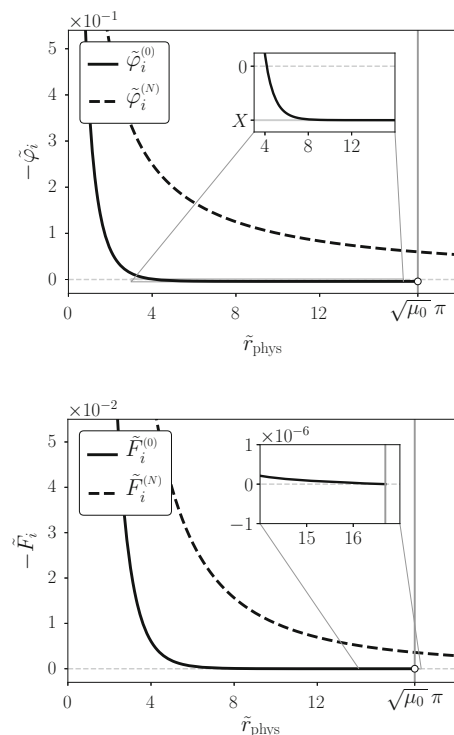 ×10⁻¹
5
4
3
2
1
0
−φ̃ᵢ
φ̃ᵢ⁽⁰⁾
φ̃ᵢ⁽ᴺ⁾
0
X
4 8 12
0 4 8 12 √μ₀ π
r̃phys
×10⁻²
5
4
3
2
1
0
−F̃ᵢ
F̃ᵢ⁽⁰⁾
F̃ᵢ⁽ᴺ⁾
×10⁻⁶
1
0
−1
15 16
0 4 8 12 √μ₀ π
r̃phys